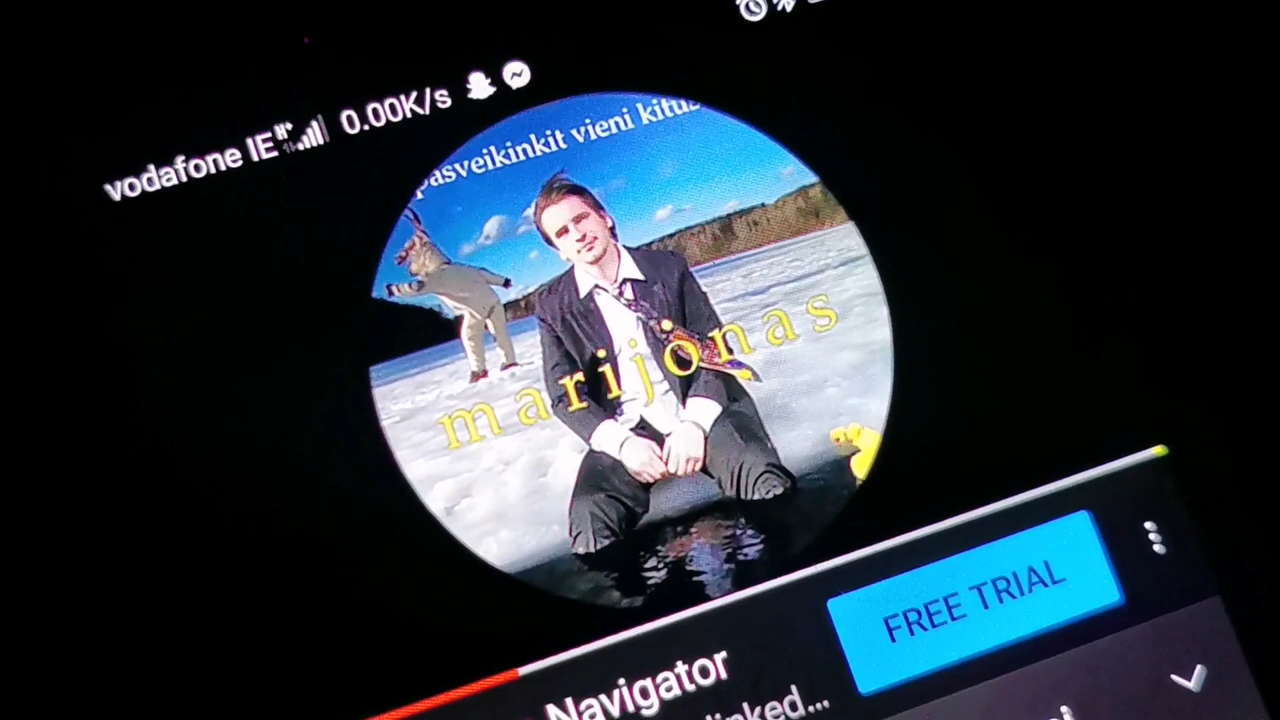 vodafone IE H+ 0.00K/s
pasveikinkit vieni kitus
marijonas
FREE TRIAL
Navigator